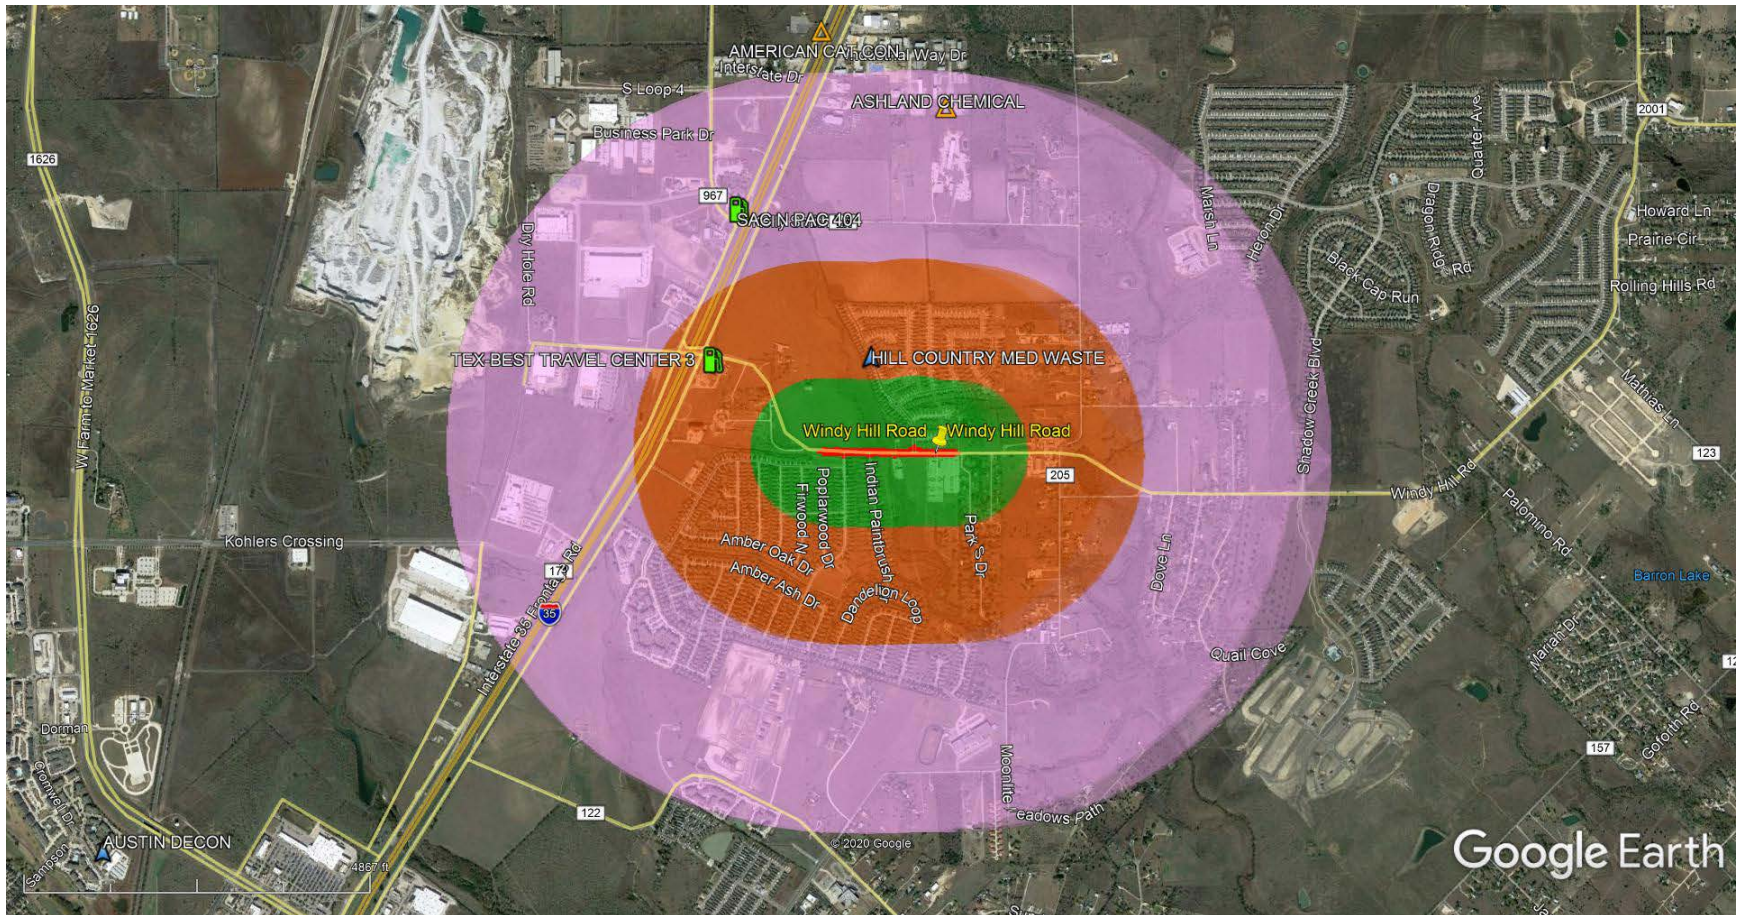 AMERICAN CAT CON
Industrial Way Dr
Interstate Dr
S Loop 4
ASHLAND CHEMICAL
Business Park Dr
1626
967
SAC N PAC 404
2001
Quarter Ave
Marsh Ln
Heron Dr
Dragon Rdg
Rd
Howard Ln
Prairie Cir
Black Cap Run
Rolling Hills Rd
Dry Hole Rd
W Farm to Market 1626
TEX-BEST TRAVEL CENTER 3
HILL COUNTRY MED WASTE
Shadow Creek Blvd
Mathias Ln
Windy Hill Road
Windy Hill Road
123
205
Windy Hill Rd
Palomino Rd
Poplarwood Dr
Firwood N
Indian Paintbrush
Park S Dr
Kohlers Crossing
Amber Oak Dr
Amber Ash Dr
Dandelion Loop
Dove Ln
Barron Lake
35
Interstate 35 Frontage Rd
Quail Cove
Mariah Dr
Goforth Rd
157
Dorman
Cromwell Dr
Moonlite
eadows Path
122
© 2020 Google
AUSTIN DECON
Sampson
4867 ft
Google Earth